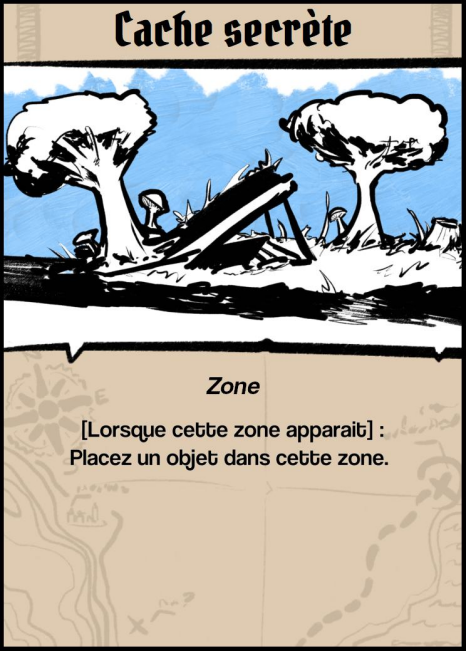 Cache secrète
Zone
[Lorsque cette zone apparait] :
Placez un objet dans cette zone.
E